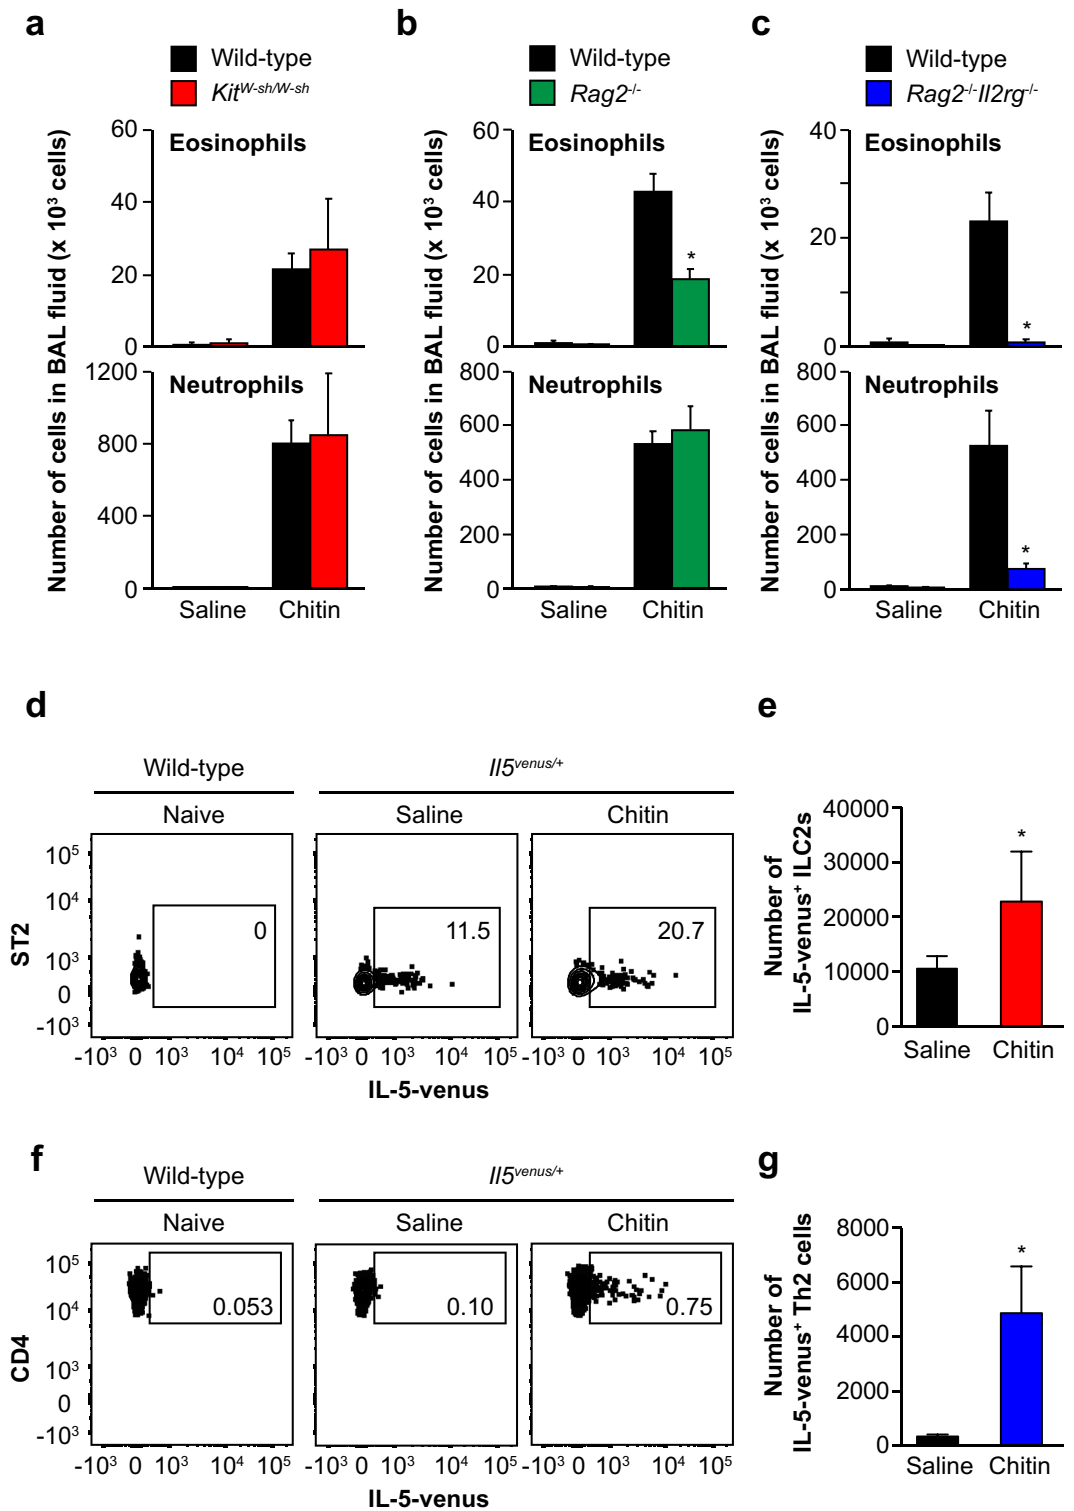 a
b
c
Wild-type
Kit^W-sh/W-sh
Wild-type
Rag2^-/-
Wild-type
Rag2^-/-Il2rg^-/-
Number of cells in BAL fluid (x 10³ cells)
Eosinophils
60
40
20
0
Neutrophils
1200
800
400
0
Saline
Chitin
Number of cells in BAL fluid (x 10³ cells)
Eosinophils
60
40
20
0
*
Neutrophils
800
600
400
200
0
Saline
Chitin
Number of cells in BAL fluid (x 10³ cells)
Eosinophils
40
20
0
*
Neutrophils
800
600
400
200
0
*
Saline
Chitin
d
Wild-type
Il5^venus/+
Naive
Saline
Chitin
ST2
10⁵
10⁴
10³
0
-10³
0
11.5
20.7
-10³ 0 10³ 10⁴ 10⁵
-10³ 0 10³ 10⁴ 10⁵
-10³ 0 10³ 10⁴ 10⁵
IL-5-venus
e
Number of
IL-5-venus⁺ ILC2s
40000
30000
20000
10000
0
*
Saline
Chitin
f
Wild-type
Il5^venus/+
Naive
Saline
Chitin
CD4
10⁵
10⁴
10³
0
-10³
0.053
0.10
0.75
-10³ 0 10³ 10⁴ 10⁵
-10³ 0 10³ 10⁴ 10⁵
-10³ 0 10³ 10⁴ 10⁵
IL-5-venus
g
Number of
IL-5-venus⁺ Th2 cells
8000
6000
4000
2000
0
*
Saline
Chitin